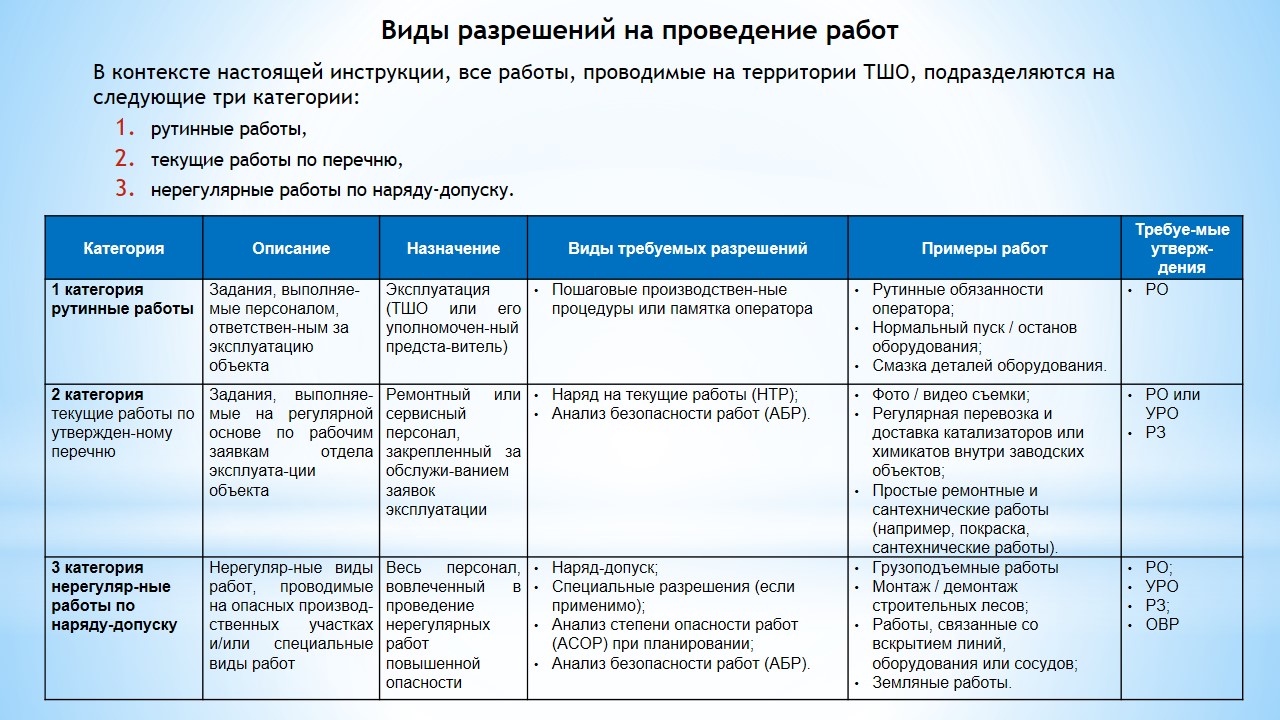 Виды разрешений на проведение работ
В контексте настоящей инструкции, все работы, проводимые на территории ТШО, подразделяются на
следующие три категории:
1. рутинные работы,
2. текущие работы по перечню,
3. нерегулярные работы по наряду-допуску.
Категория
Описание
Назначение
Виды требуемых разрешений
Примеры работ
Требуе-мые
утверж-
дения
1 категория
рутинные работы
Задания, выполняе-
мые персоналом,
ответствен-ным за
эксплуатацию
объекта
Эксплуатация
(ТШО или его
уполномочен-ный
предста-витель)
• Пошаговые производствен-ные
процедуры или памятка оператора
• Рутинные обязанности
оператора;
• Нормальный пуск / останов
оборудования;
• Смазка деталей оборудования.
• РО
2 категория
текущие работы по
утвержден-ному
перечню
Задания, выполняе-
мые на регулярной
основе по рабочим
заявкам отдела
эксплуата-ции
объекта
Ремонтный или
сервисный
персонал,
закрепленный за
обслужи-ванием
заявок
эксплуатации
• Наряд на текущие работы (НТР);
• Анализ безопасности работ (АБР).
• Фото / видео съемки;
• Регулярная перевозка и
доставка катализаторов или
химикатов внутри заводских
объектов;
• Простые ремонтные и
сантехнические работы
(например, покраска,
сантехнические работы).
• РО или
УРО
• РЗ
3 категория
нерегуляр-ные
работы по
наряду-допуску
Нерегуляр-ные виды
работ, проводимые
на опасных производ-
ственных участках
и/или специальные
виды работ
Весь персонал,
вовлеченный в
проведение
нерегулярных
работ
повышенной
опасности
• Наряд-допуск;
• Специальные разрешения (если
применимо);
• Анализ степени опасности работ
(АСОР) при планировании;
• Анализ безопасности работ (АБР).
• Грузоподъемные работы
• Монтаж / демонтаж
строительных лесов;
• Работы, связанные со
вскрытием линий,
оборудования или сосудов;
• Земляные работы.
• РО;
• УРО
• РЗ;
• ОВР